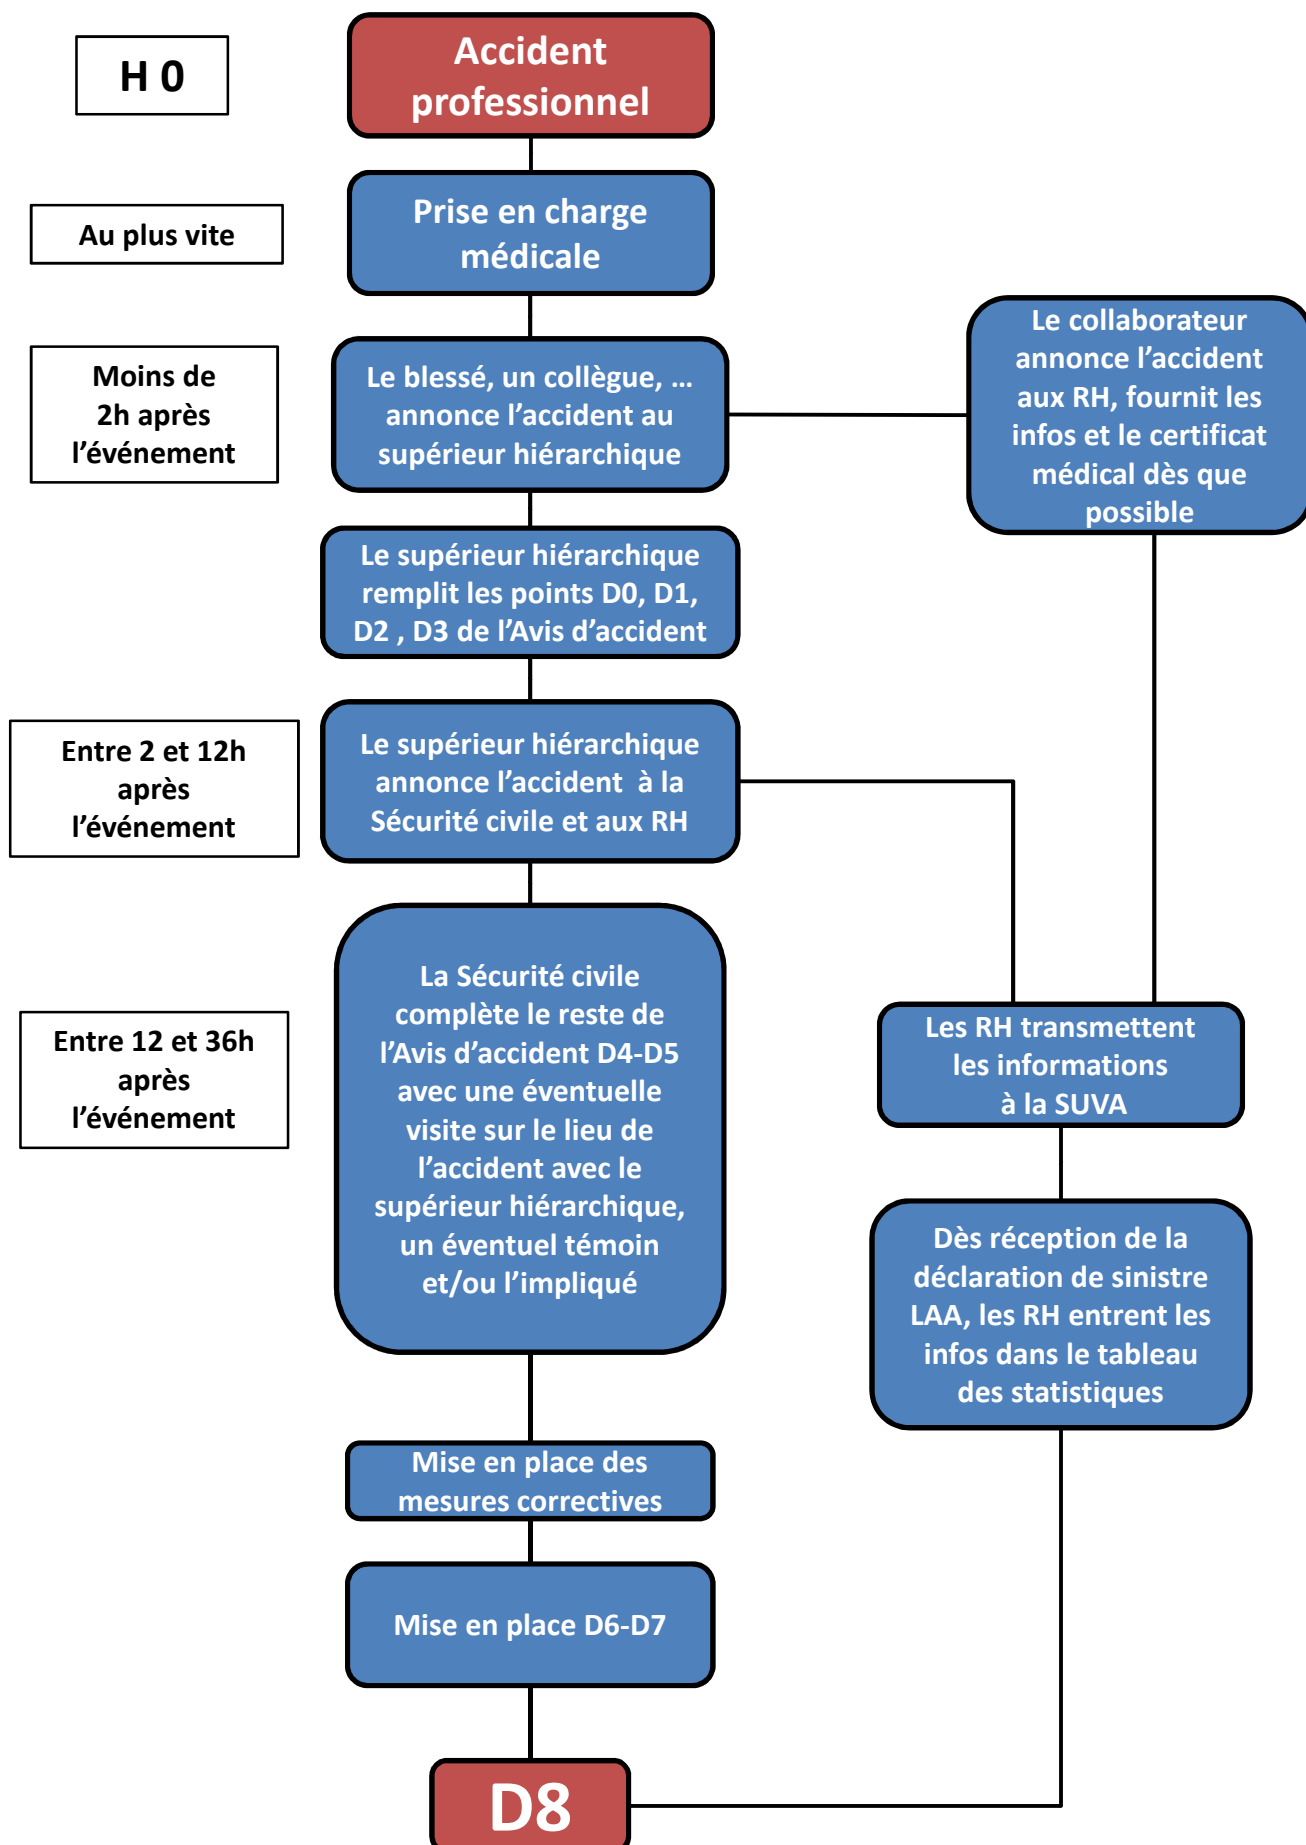 H 0
Accident
professionnel
Au plus vite
Prise en charge
médicale
Moins de
2h après
l’événement
Le blessé, un collègue, …
annonce l’accident au
supérieur hiérarchique
Le collaborateur
annonce l’accident
aux RH, fournit les
infos et le certificat
médical dès que
possible
Le supérieur hiérarchique
remplit les points D0, D1,
D2 , D3 de l’Avis d’accident
Entre 2 et 12h
après
l’événement
Le supérieur hiérarchique
annonce l’accident à la
Sécurité civile et aux RH
Entre 12 et 36h
après
l’événement
La Sécurité civile
complète le reste de
l’Avis d’accident D4-D5
avec une éventuelle
visite sur le lieu de
l’accident avec le
supérieur hiérarchique,
un éventuel témoin
et/ou l’impliqué
Les RH transmettent
les informations
à la SUVA
Dès réception de la
déclaration de sinistre
LAA, les RH entrent les
infos dans le tableau
des statistiques
Mise en place des
mesures correctives
Mise en place D6-D7
D8